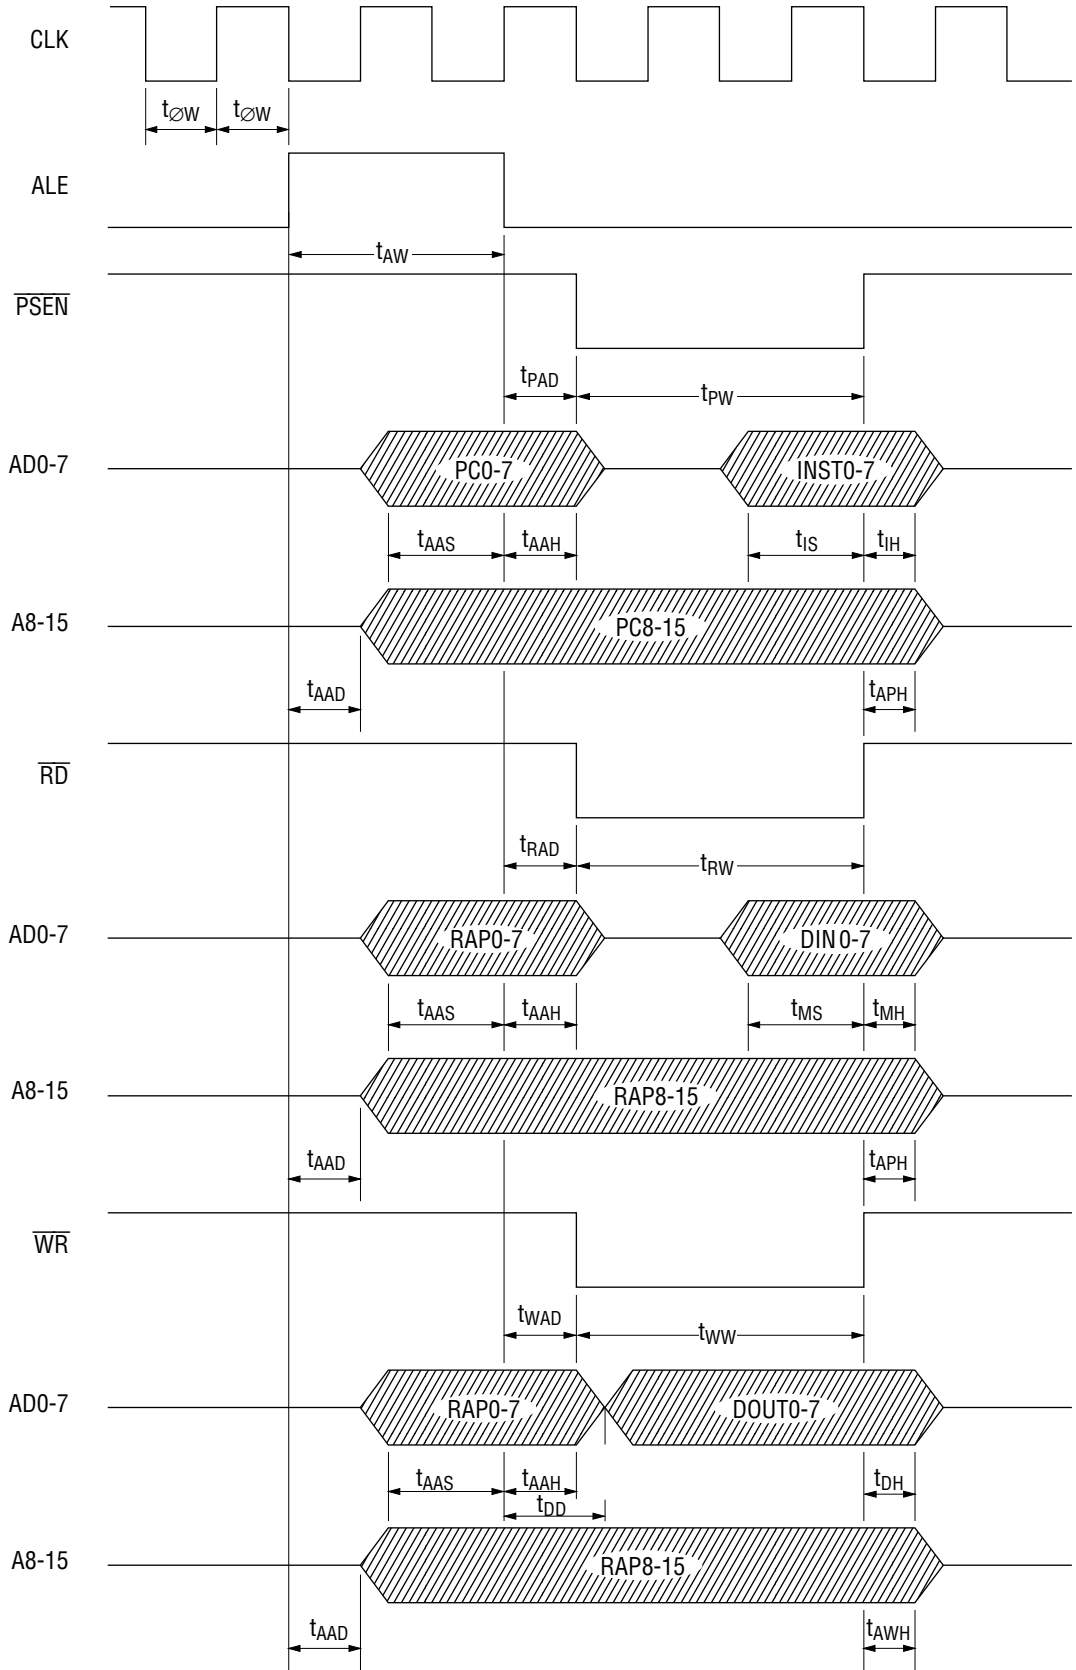 CLK
t∅W t∅W
ALE
tAW
PSEN
tPAD tPW
AD0-7 PC0-7 INST0-7
tAAS tAAH tIS tIH
A8-15 PC8-15
tAAD tAPH
RD
tRAD tRW
AD0-7 RAP0-7 DIN0-7
tAAS tAAH tMS tMH
A8-15 RAP8-15
tAAD tAPH
WR
tWAD tWW
AD0-7 RAP0-7 DOUT0-7
tAAS tAAH tDH
tDD
A8-15 RAP8-15
tAAD tAWH